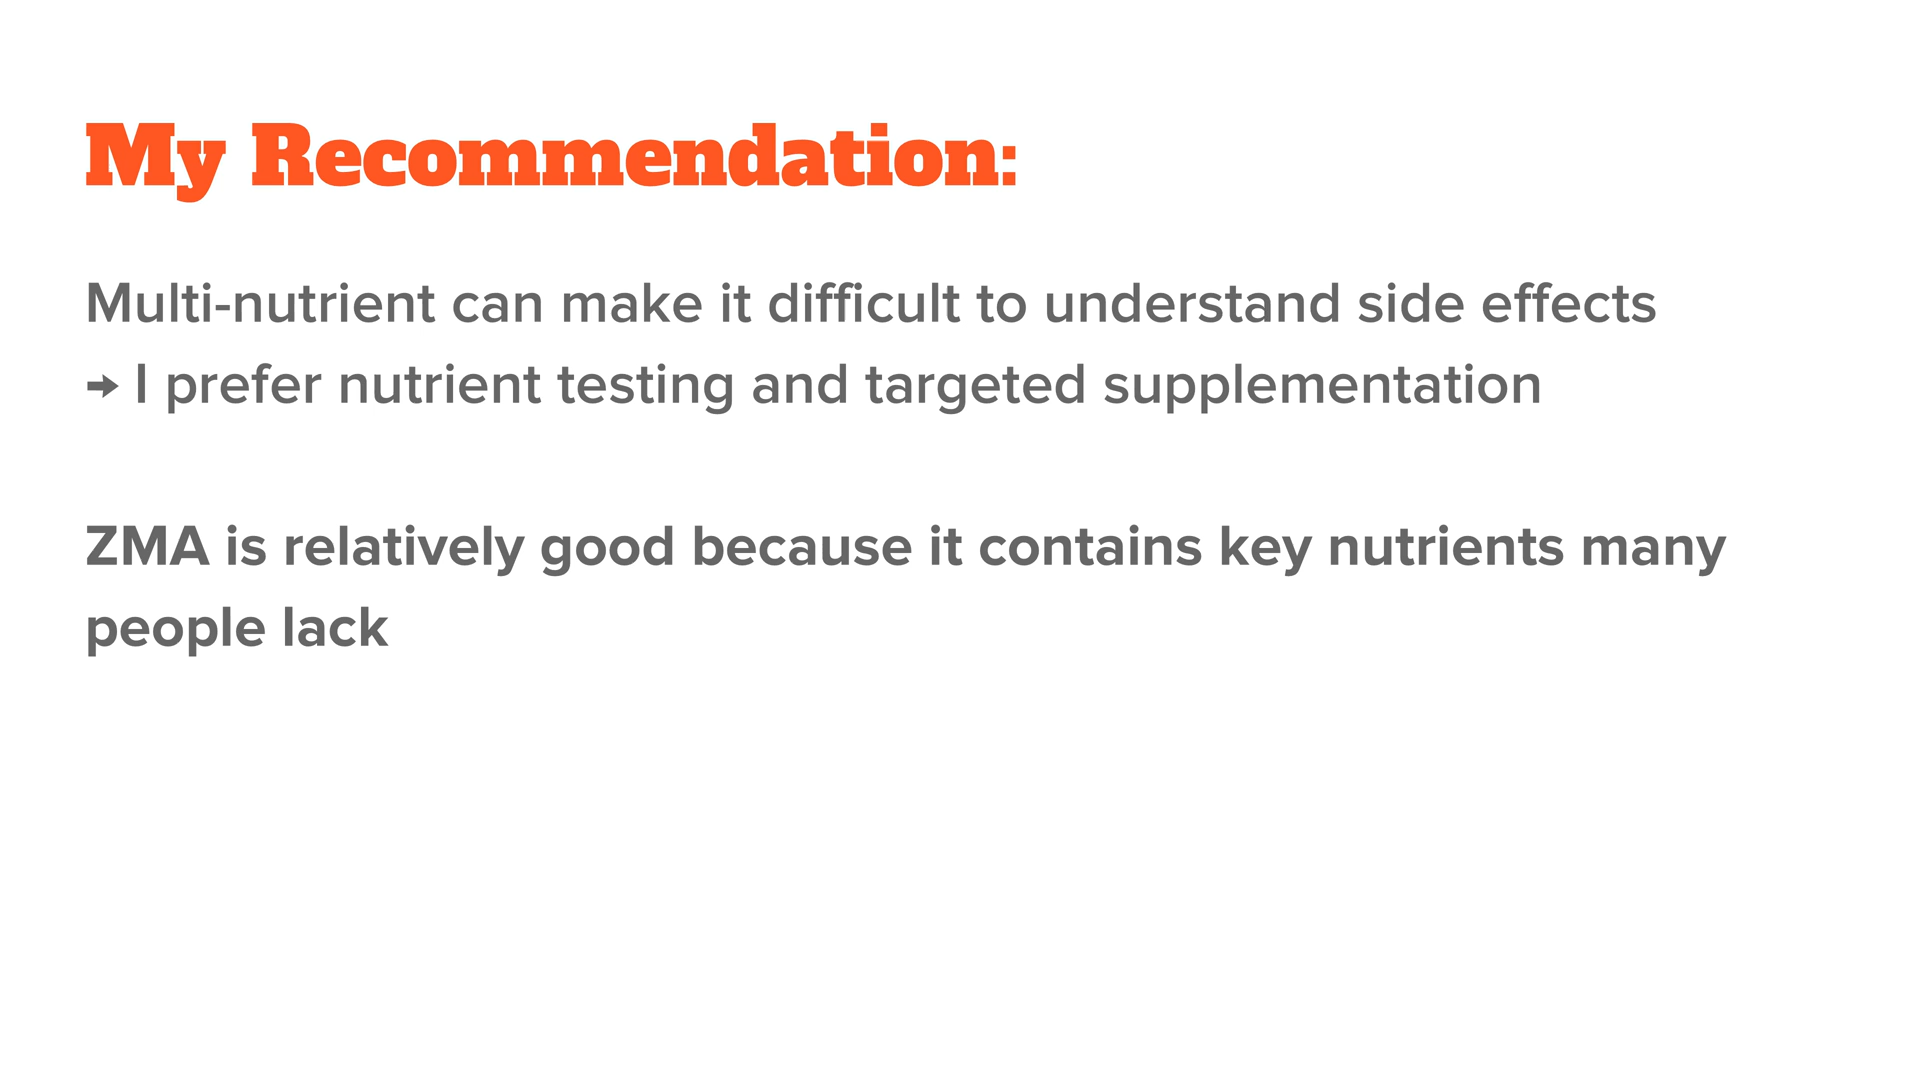 My Recommendation:
Multi-nutrient can make it difficult to understand side effects
→ I prefer nutrient testing and targeted supplementation
ZMA is relatively good because it contains key nutrients many
people lack